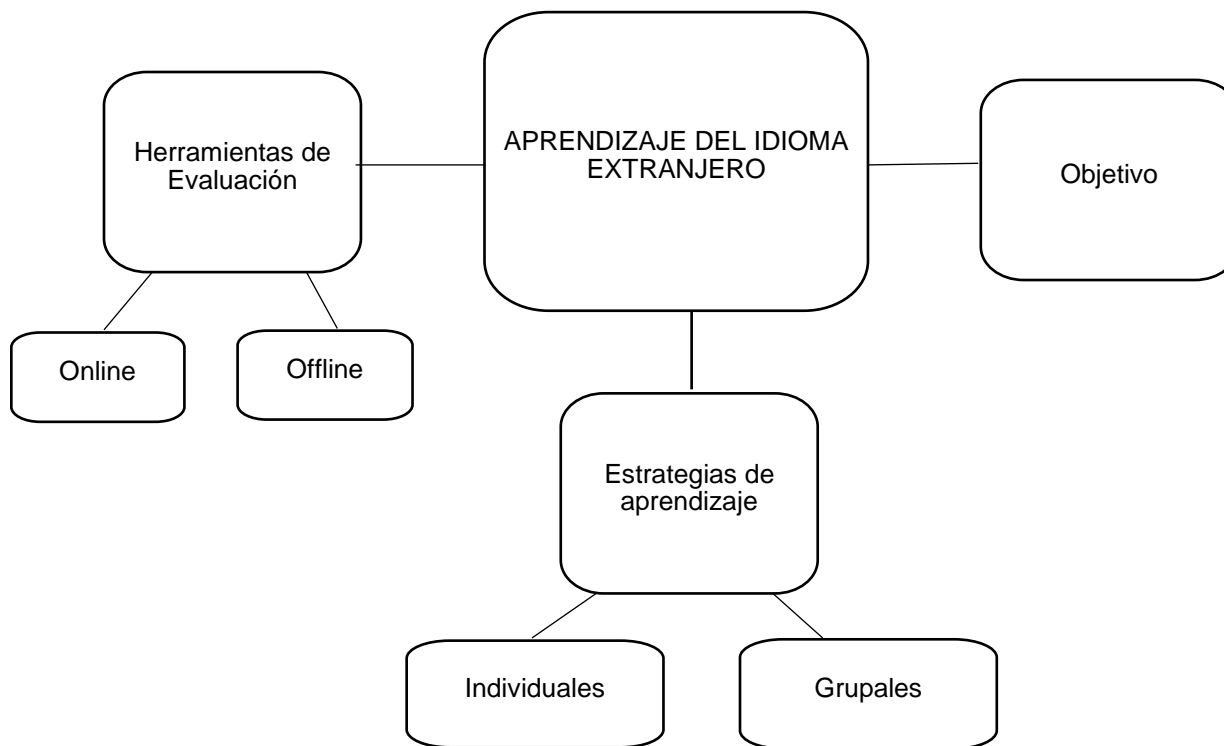 APRENDIZAJE DEL IDIOMA
EXTRANJERO
Herramientas de
Evaluación
Objetivo
Online
Offline
Estrategias de
aprendizaje
Individuales
Grupales